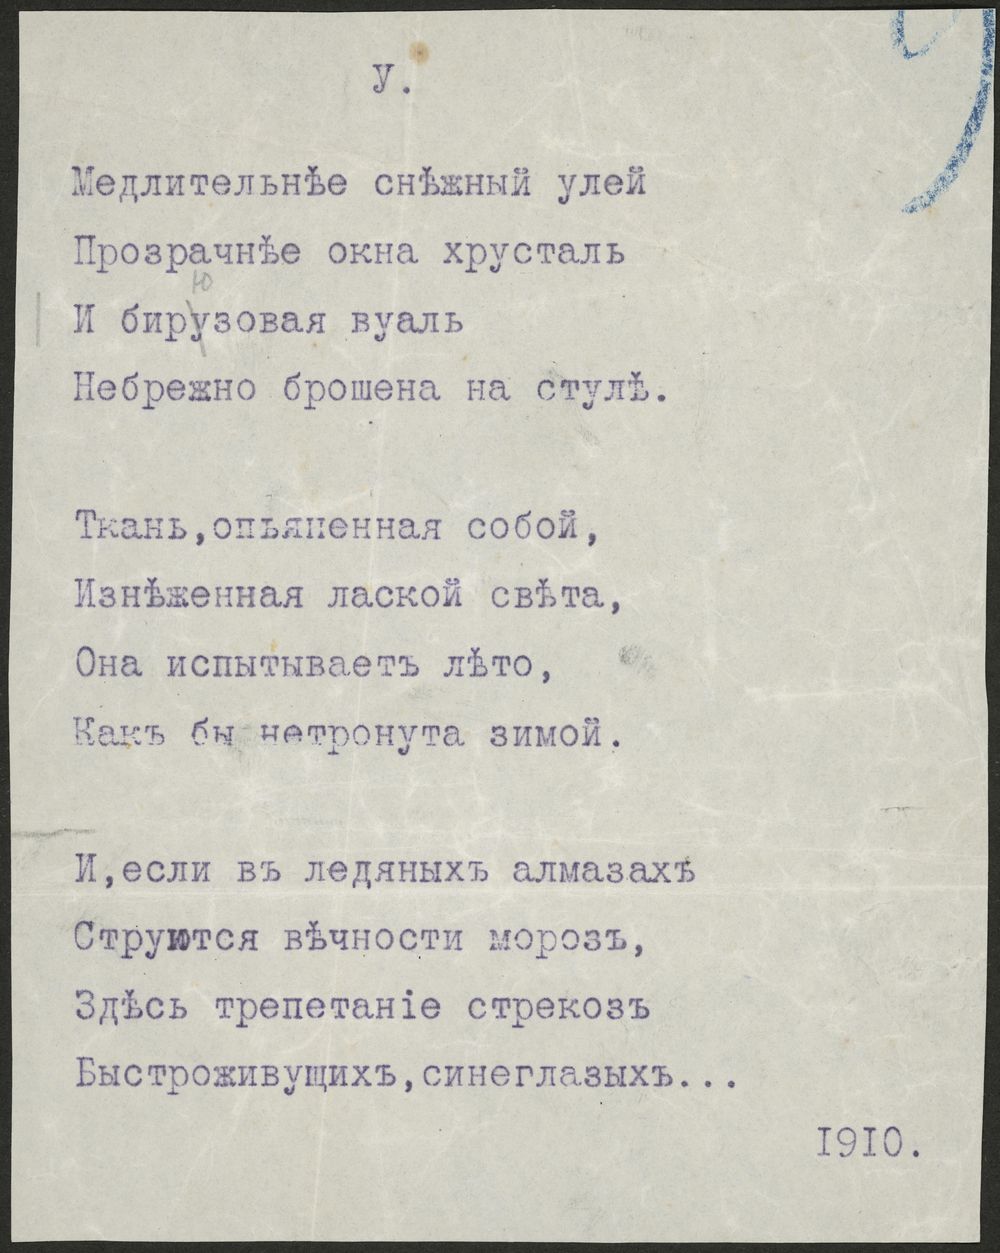 У.
Медлительнѣе снѣжный улей
Прозрачнѣе окна хрусталь
ю
И бирузовая вуаль
Небрежно брошена на стулѣ.
Ткань,опьяненная собой,
Изнѣженная лаской свѣта,
Она испытываетъ лѣто,
Какъ бы нетронута зимой.
И,если въ ледяныхъ алмазахъ
Струются вѣчности морозъ,
Здѣсь трепетаніе стрекозъ
Быстроживущихъ,синеглазыхъ...
I9I0.